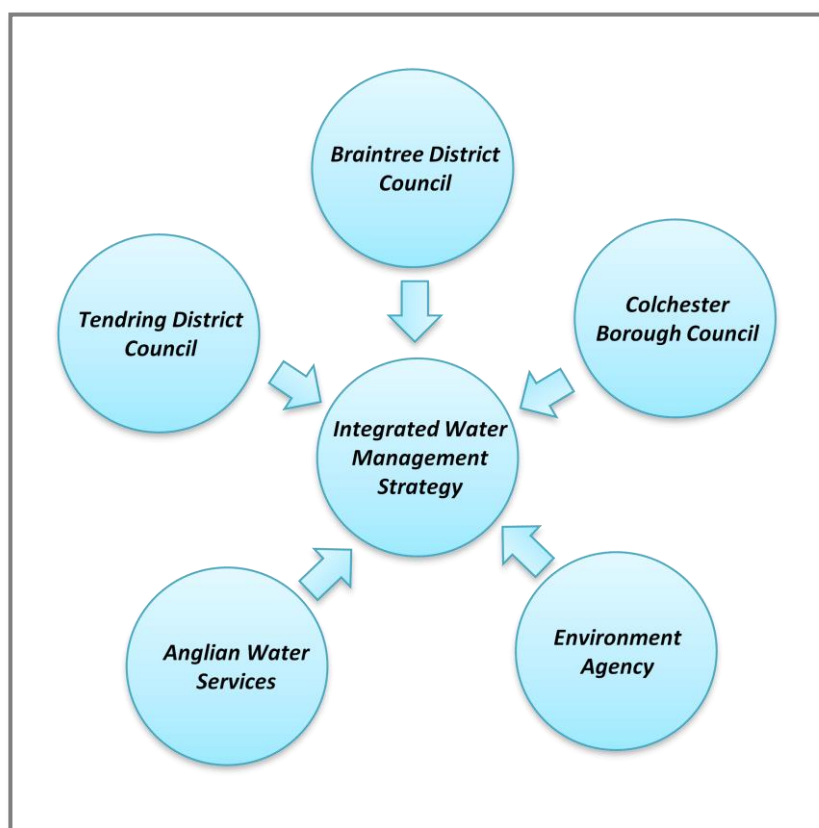 Braintree District
Council
Tendring District
Council
Colchester
Borough Council
Integrated Water
Management
Strategy
Anglian Water
Services
Environment
Agency